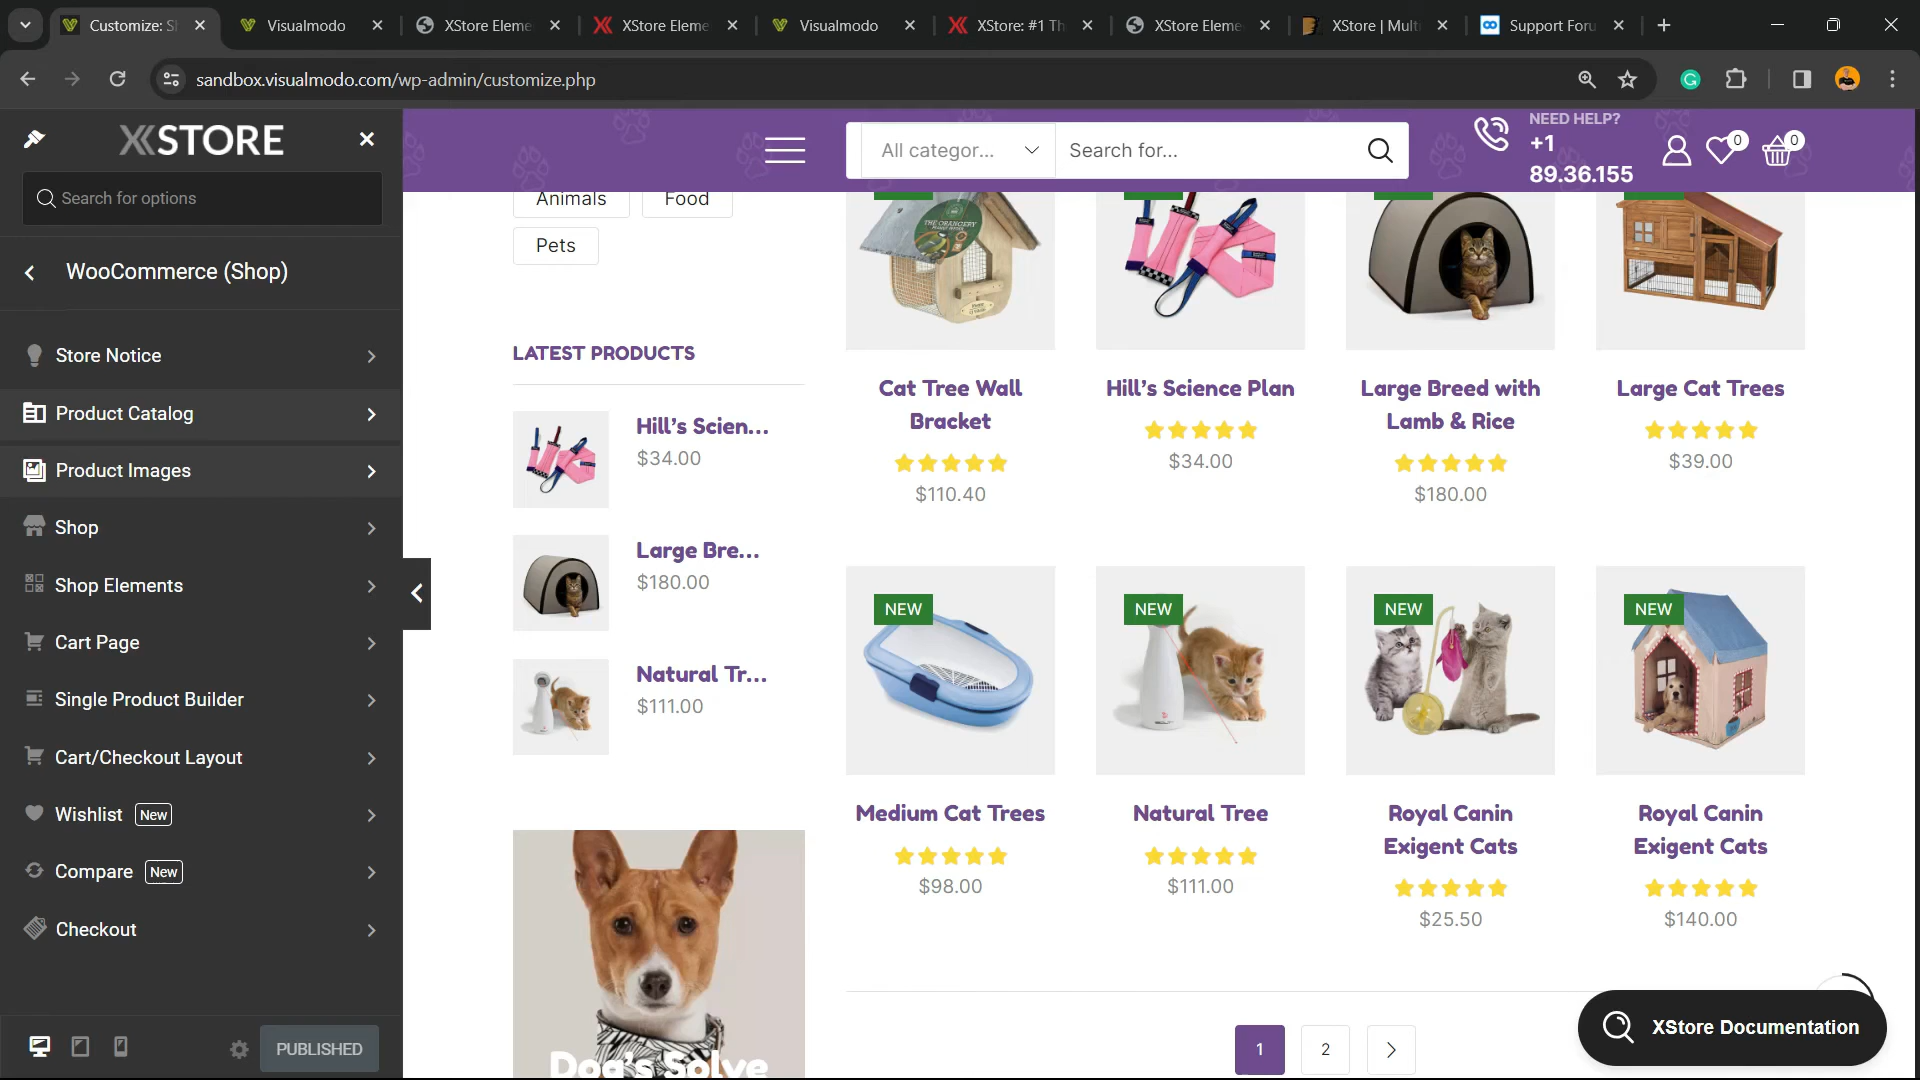 Customize: S
Visualmodo
XStore Eleme
XStore Eleme
Visualmodo
XStore: #1 Th
XStore Eleme
XStore | Multi
Support Foru
sandbox.visualmodo.com/wp-admin/customize.php
XSTORE
Search for options
WooCommerce (Shop)
Store Notice
Product Catalog
Product Images
Shop
Shop Elements
Cart Page
Single Product Builder
Cart/Checkout Layout
Wishlist New
Compare New
Checkout
PUBLISHED
All categor...
Search for...
NEED HELP?
+1
89.36.155
0
0
Animals
Food
Pets
LATEST PRODUCTS
Hill's Scien...
$34.00
Large Bre...
$180.00
Natural Tr...
$111.00
Dog's Solve
THE ORANGERY
Cat Tree Wall
Bracket
$110.40
Hill's Science Plan
$34.00
Large Breed with
Lamb & Rice
$180.00
Large Cat Trees
$39.00
NEW
Medium Cat Trees
$98.00
NEW
Natural Tree
$111.00
NEW
Royal Canin
Exigent Cats
$25.50
NEW
Royal Canin
Exigent Cats
$140.00
1
2
XStore Documentation